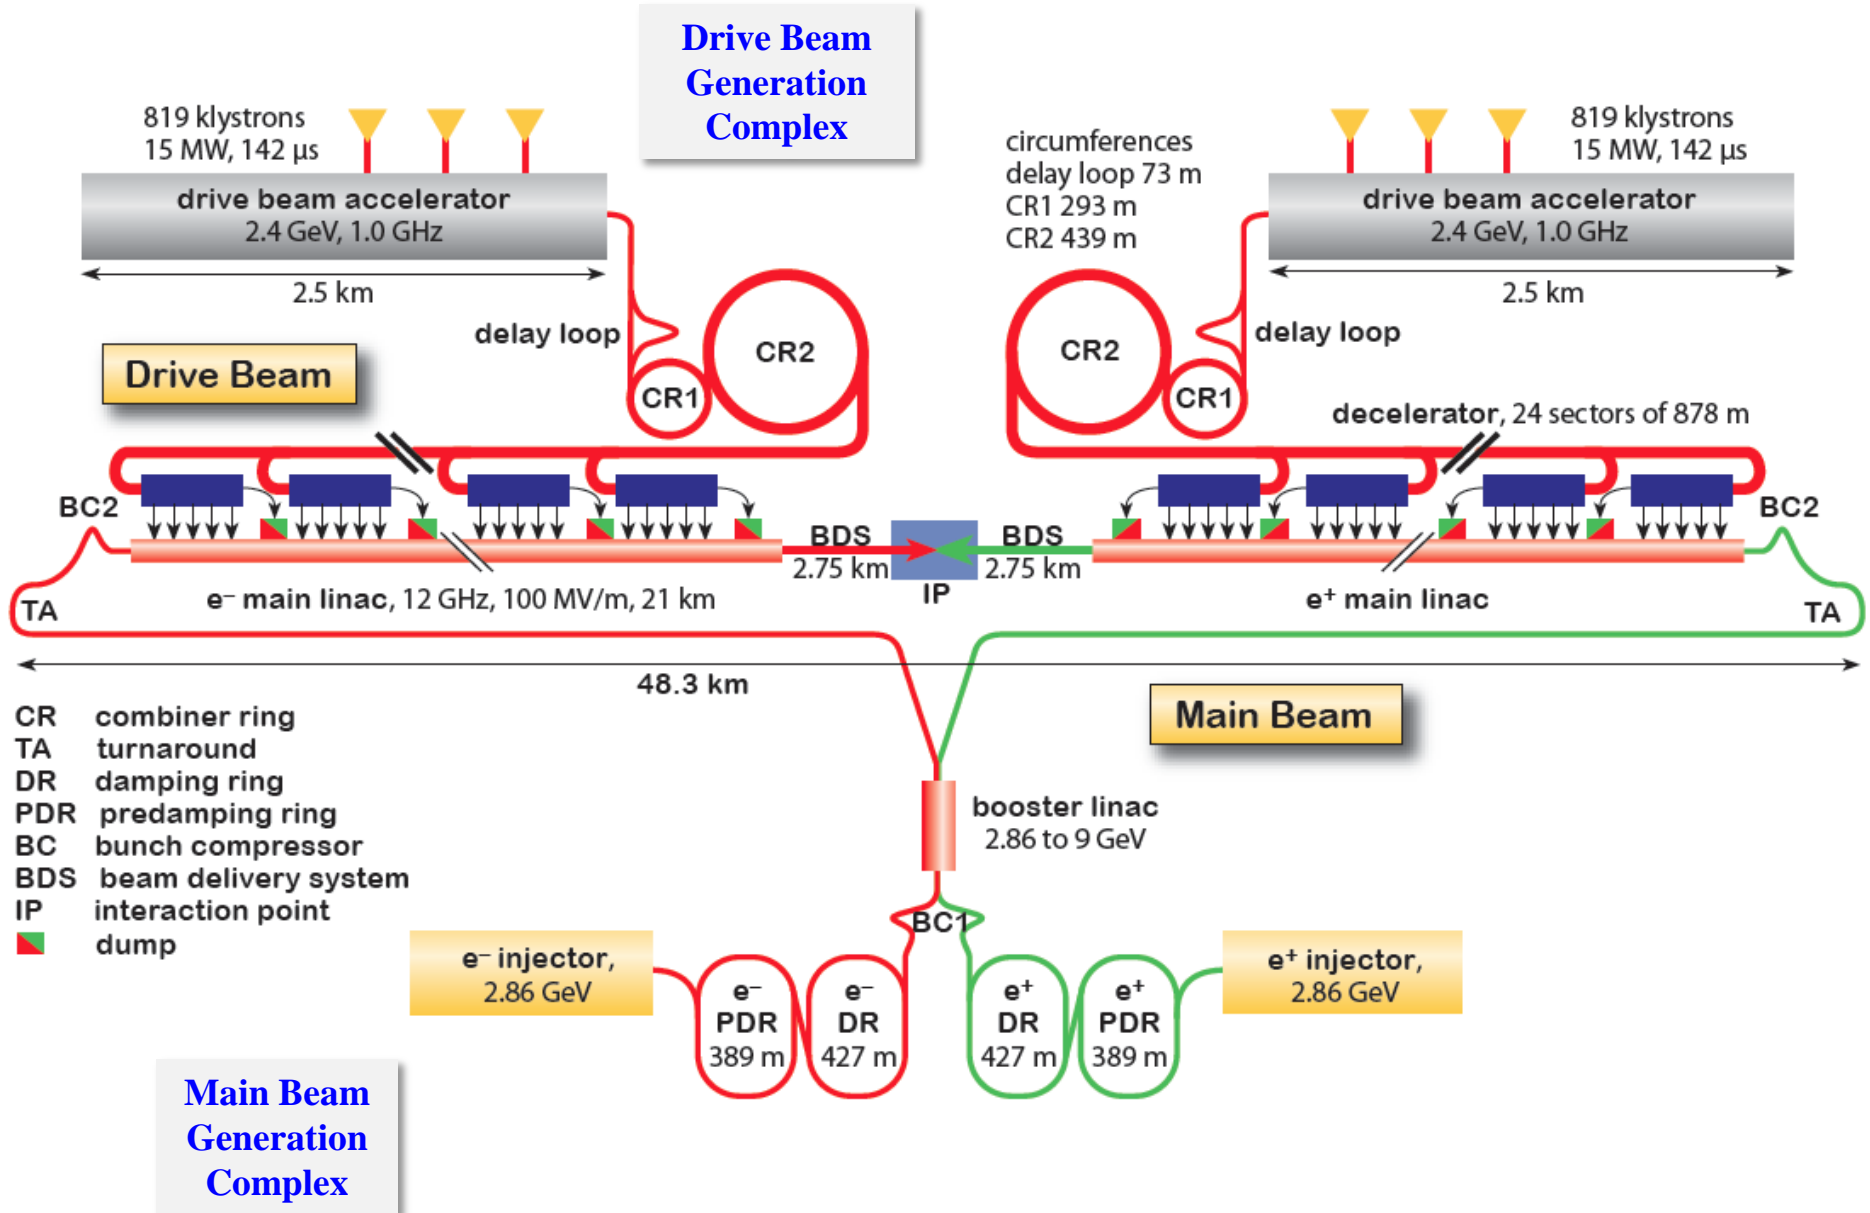 Drive Beam
Generation
Complex
819 klystrons
15 MW, 142 µs
drive beam accelerator
2.4 GeV, 1.0 GHz
2.5 km
delay loop
CR2
CR1
Drive Beam
circumferences
delay loop 73 m
CR1 293 m
CR2 439 m
819 klystrons
15 MW, 142 µs
drive beam accelerator
2.4 GeV, 1.0 GHz
2.5 km
CR2
delay loop
CR1
decelerator, 24 sectors of 878 m
BC2
BDS
2.75 km
IP
BDS
2.75 km
BC2
TA
e– main linac, 12 GHz, 100 MV/m, 21 km
e+ main linac
TA
48.3 km
Main Beam
CR combiner ring
TA turnaround
DR damping ring
PDR predamping ring
BC bunch compressor
BDS beam delivery system
IP interaction point
dump
booster linac
2.86 to 9 GeV
BC1
e– injector,
2.86 GeV
e–
PDR
389 m
e–
DR
427 m
e+
DR
427 m
e+
PDR
389 m
e+ injector,
2.86 GeV
Main Beam
Generation
Complex